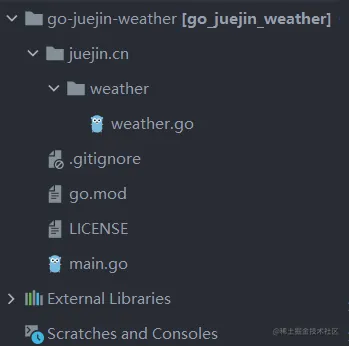 go-juejin-weather [go_juejin_weather]
juejin.cn
weather
weather.go
.gitignore
go.mod
LICENSE
main.go
External Libraries
Scratches and Consoles
@稀土掘金技术社区